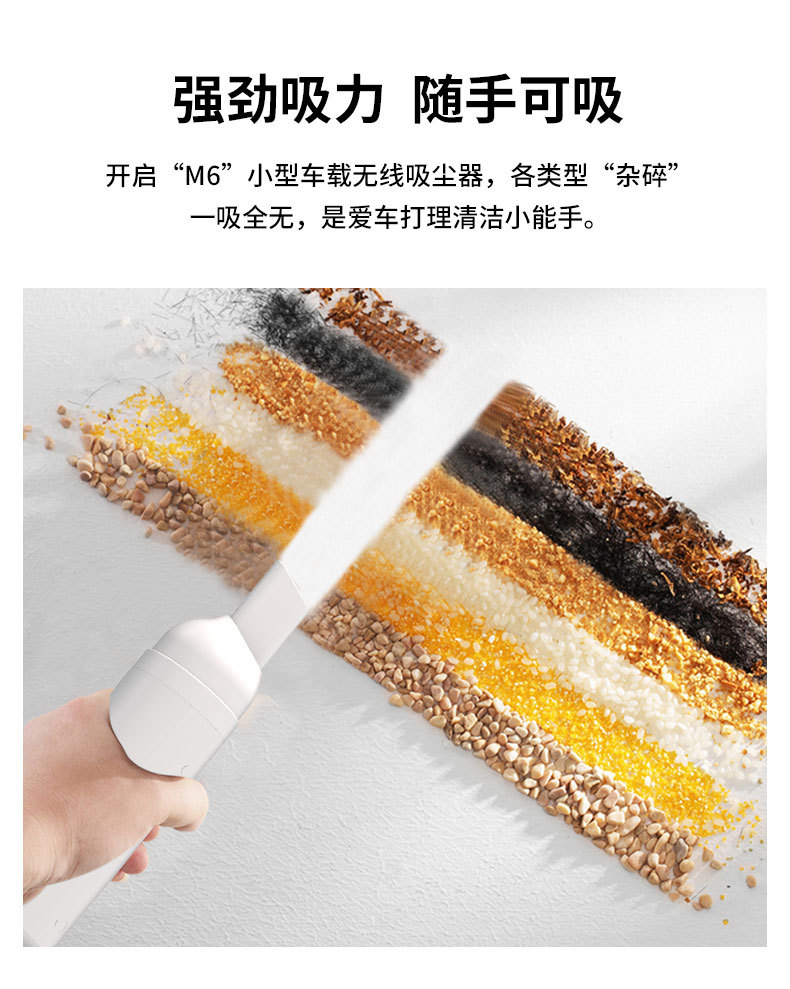 强劲吸力 随手可吸
开启“M6”小型车载无线吸尘器，各类型“杂碎”
一吸全无，是爱车打理清洁小能手。